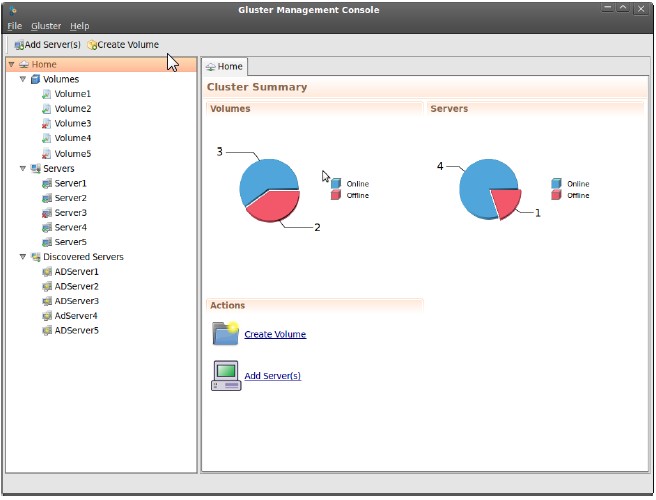 Gluster Management Console
File Gluster Help
Add Server(s) Create Volume
Home
Volumes
Volume1
Volume2
Volume3
Volume4
Volume5
Servers
Server1
Server2
Server3
Server4
Server5
Discovered Servers
ADServer1
ADServer2
ADServer3
AdServer4
ADServer5
Home
Cluster Summary
Volumes
3
2
Online
Offline
Servers
4
1
Online
Offline
Actions
Create Volume
Add Server(s)